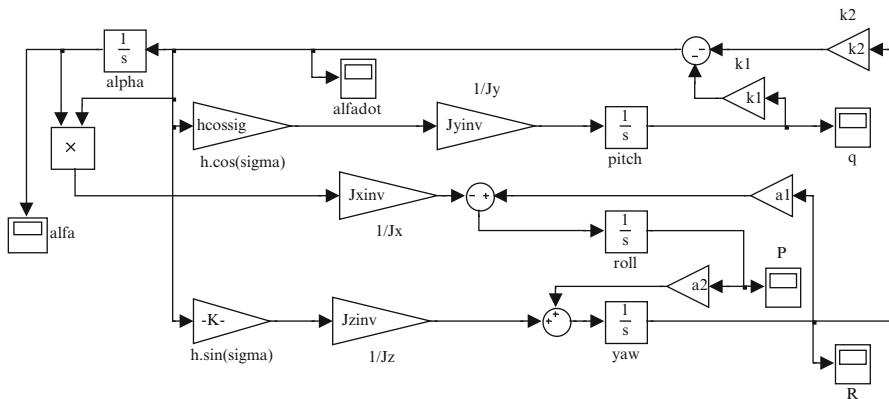 k2
1
s
alpha
k2
k1
k1
alfadot
1/Jy
hcossig
h.cos(sigma)
Jyinv
1
s
pitch
q
×
Jxinv
1/Jx
- +
a1
alfa
1
s
roll
P
a2
-K-
h.sin(sigma)
Jzinv
1/Jz
+ +
1
s
yaw
R